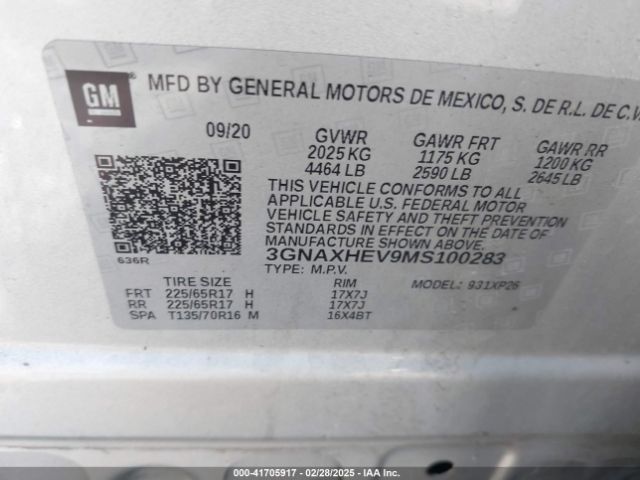 GM ®
MFD BY GENERAL MOTORS DE MEXICO, S. DE R.L. DE C.V.
09/20 GVWR GAWR FRT GAWR RR
2025 KG 1175 KG 1200 KG
4464 LB 2590 LB 2645 LB
THIS VEHICLE CONFORMS TO ALL
APPLICABLE U.S. FEDERAL MOTOR
VEHICLE SAFETY AND THEFT PREVENTION
STANDARDS IN EFFECT ON THE DATE OF
MANUFACTURE SHOWN ABOVE.
636R 3GNAXHEV9MS100283
TYPE: M.P.V. MODEL: 931XP26
TIRE SIZE RIM
FRT 225/65R17 H 17X7J
RR 225/65R17 H 17X7J
SPA T135/70R16 M 16X4BT
000-41705917 - 02/28/2025 - IAA Inc.